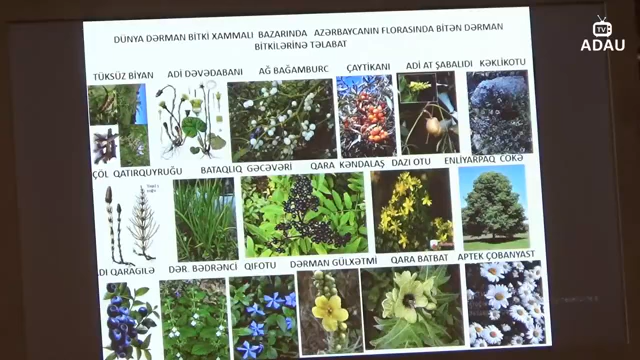 DÜNYA DƏRMAN BİTKİ XAMMALI BAZARINDA AZƏRBAYCANIN FLORASINDA BİTƏN DƏRMAN
BİTKİLƏRİNƏ TƏLABAT
TV
ADAU
TÜKSÜZ BİYAN ADİ DƏVƏDABANI AĞ BAĞAMBURC ÇAYTİKANI ADİ AT ŞABALIDI KƏKLİKOTU
ÇÖL QATIRQUYRUĞU BATAQLIQ GƏCƏVƏRİ QARA KƏNDALAŞ DAZI OTU ENLİYARPAQ CÖKƏ
QARAGİLƏ DƏR. BƏDRƏNCİ QIFOTU DƏRMAN GÜLXƏTMİ QARA BATBAT APTEK ÇOBANYAST